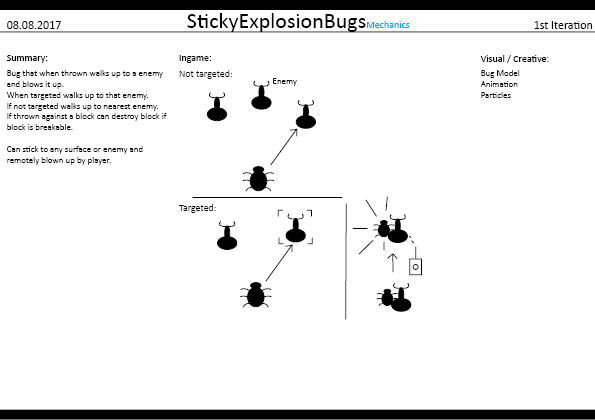 08.08.2017
StickyExplosionBugs Mechanics
1st Iteration
Summary:
Bug that when thrown walks up to a enemy
and blows it up.
When targeted walks up to that enemy.
If not targeted walks up to nearest enemy.
If thrown against a block can destroy block if
block is breakable.
Can stick to any surface or enemy and
remotely blown up by player.
Ingame:
Not targeted:
Enemy
Targeted:
Visual / Creative:
Bug Model
Animation
Particles